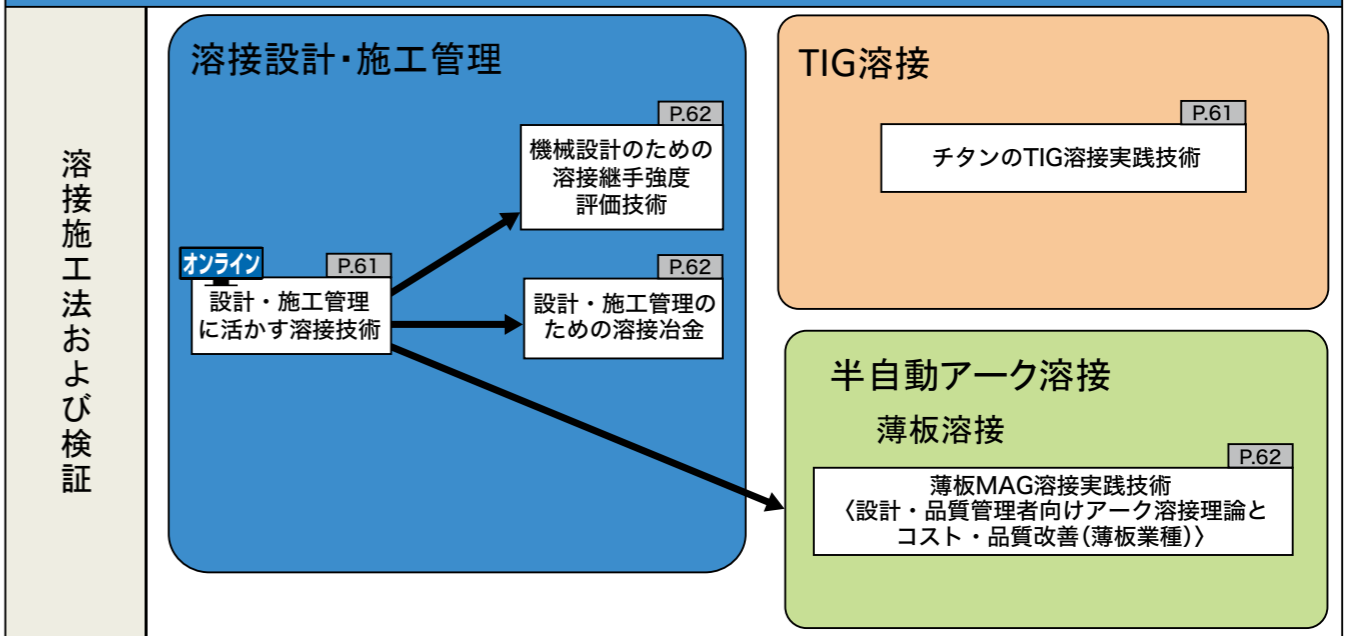 溶接施工法および検証
溶接設計・施工管理
P.62
機械設計のための
溶接継手強度
評価技術
オンライン
P.61
設計・施工管理
に活かす溶接技術
P.62
設計・施工管理の
ための溶接冶金
TIG溶接
P.61
チタンのTIG溶接実践技術
半自動アーク溶接
薄板溶接
P.62
薄板MAG溶接実践技術
〈設計・品質管理者向けアーク溶接理論と
コスト・品質改善(薄板業種)〉